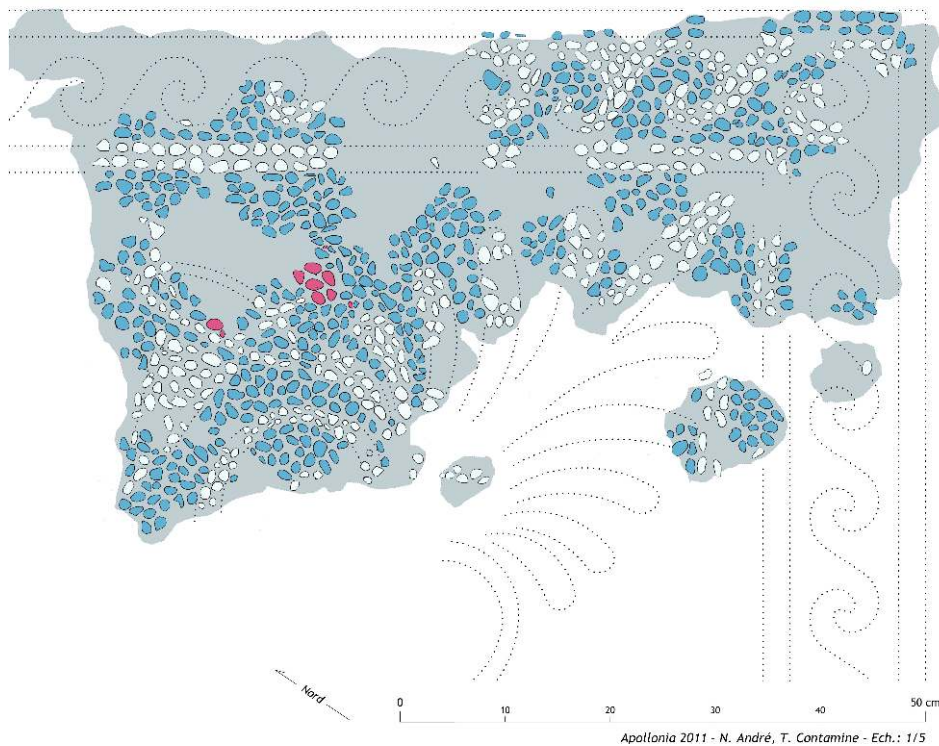 Nord
0 10 20 30 40 50 cm
Apollonia 2011 - N. André, T. Contamine - Ech.: 1/5